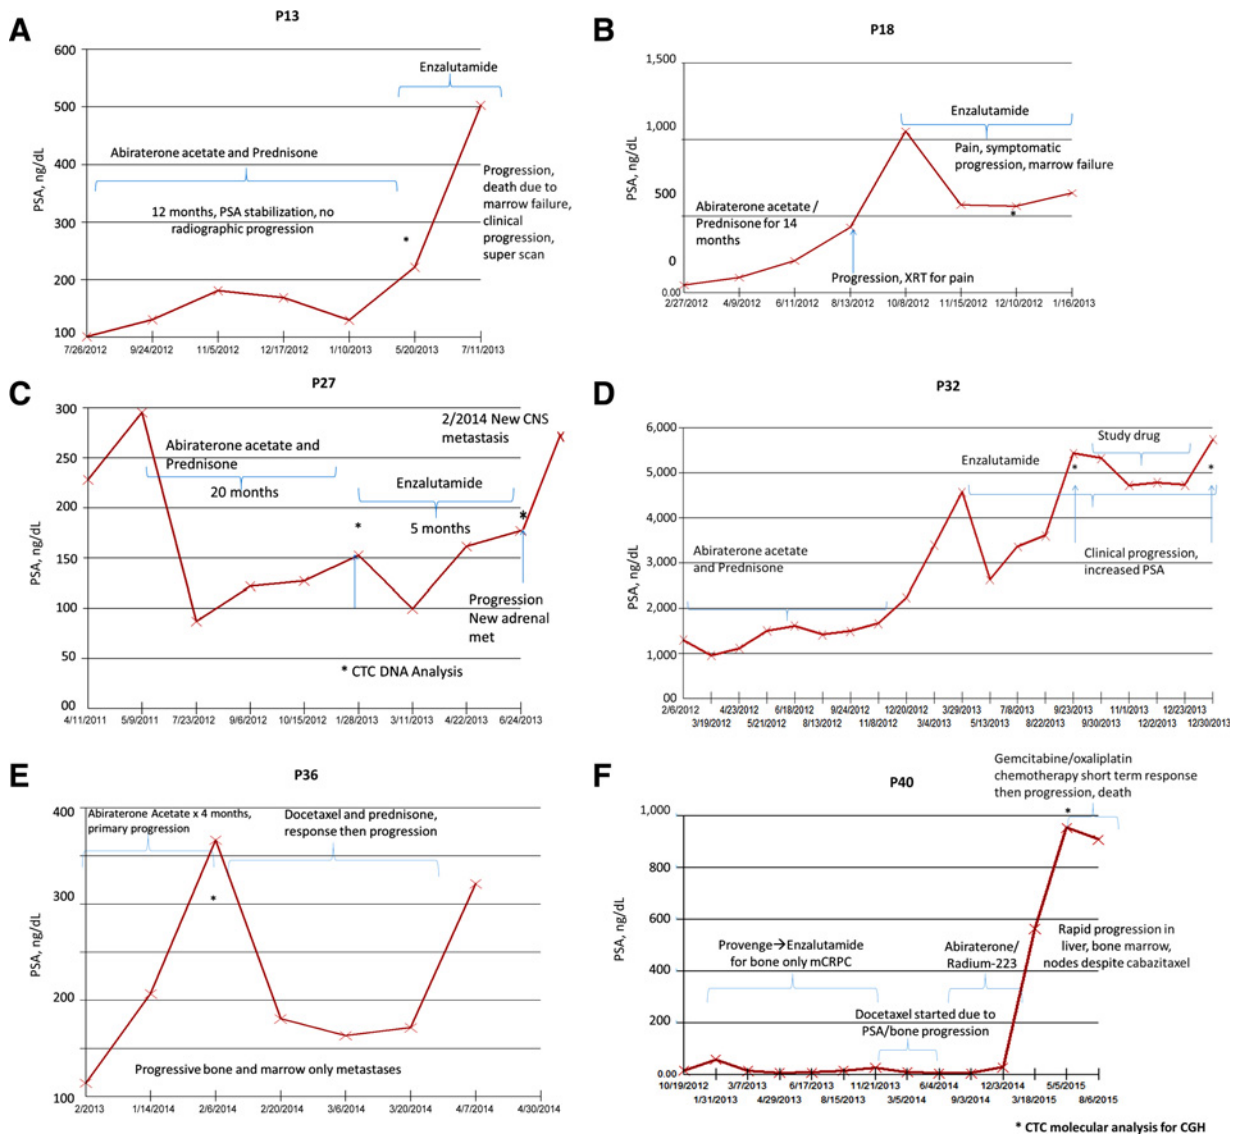 A
P13
600
500
400
300
200
100
PSA, ng/dL
Enzalutamide
Abiraterone acetate and Prednisone
12 months, PSA stabilization, no
radiographic progression
*
Progression,
death due to
marrow failure,
clinical
progression,
super scan
7/26/2012 9/24/2012 11/5/2012 12/17/2012 1/10/2013 5/20/2013 7/11/2013
B
P18
1,500
1,000
500
0
0.00
PSA, ng/dL
Enzalutamide
Pain, symptomatic
progression, marrow failure
Abiraterone acetate /
Prednisone for 14
months
*
Progression, XRT for pain
2/27/2012 4/9/2012 6/11/2012 8/13/2012 10/8/2012 11/15/2012 12/10/2012 1/16/2013
C
P27
300
250
200
150
100
50
00
PSA, ng/dL
2/2014 New CNS
metastasis
Abiraterone acetate and
Prednisone
20 months
Enzalutamide
5 months
*
*
Progression
New adrenal
met
* CTC DNA Analysis
4/11/2011 5/9/2011 7/23/2012 9/6/2012 10/15/2012 1/28/2013 3/11/2013 4/22/2013 6/24/2013
D
P32
6,000
5,000
4,000
3,000
2,000
1,000
00
PSA, ng/dL
Study drug
Enzalutamide
* * *
Abiraterone acetate
and Prednisone
Clinical progression,
increased PSA
2/6/2012 4/23/2012 6/18/2012 9/24/2012 12/20/2012 3/29/2013 7/8/2013 9/23/2013 11/1/2013 12/23/2013
3/19/2012 5/21/2012 8/13/2012 11/8/2012 3/4/2013 5/13/2013 8/22/2013 9/30/2013 12/2/2013 12/30/2013
E
P36
400
300
200
100
PSA, ng/dL
Abiraterone Acetate x 4 months,
primary progression
Docetaxel and prednisone,
response then progression
*
Progressive bone and marrow only metastases
2/2013 1/14/2014 2/6/2014 2/20/2014 3/6/2014 3/20/2014 4/7/2014 4/30/2014
F
P40
Gemcitabine/oxaliplatin
chemotherapy short term response
then progression, death
1,000
800
600
400
200
0.00
PSA, ng/dL
*
Provenge→Enzalutamide
for bone only mCRPC
Abiraterone/
Radium-223
Rapid progression in
liver, bone marrow,
nodes despite cabazitaxel
Docetaxel started due to
PSA/bone progression
10/19/2012 3/7/2013 6/17/2013 11/21/2013 6/4/2014 12/3/2014 5/5/2015
1/31/2013 4/29/2013 8/15/2013 3/5/2014 9/3/2014 3/18/2015 8/6/2015
* CTC molecular analysis for CGH